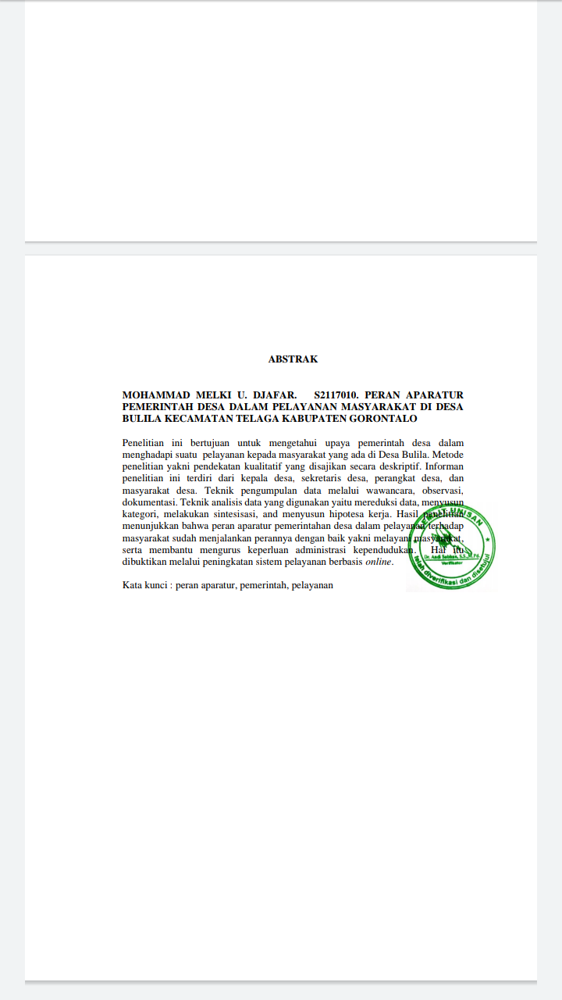 ABSTRAK
MOHAMMAD MELKI U. DJAFAR. S2117010. PERAN APARATUR
PEMERINTAH DESA DALAM PELAYANAN MASYARAKAT DI DESA
BULILA KECAMATAN TELAGA KABUPATEN GORONTALO
Penelitian ini bertujuan untuk mengetahui upaya pemerintah desa dalam
menghadapi suatu pelayanan kepada masyarakat yang ada di Desa Bulila. Metode
penelitian yakni pendekatan kualitatif yang disajikan secara deskriptif. Informan
penelitian ini terdiri dari kepala desa, sekretaris desa, perangkat desa, dan
masyarakat desa. Teknik pengumpulan data melalui wawancara, observasi,
dokumentasi. Teknik analisis data yang digunakan yaitu mereduksi data, menyusun
kategori, melakukan sintesisasi, and menyusun hipotesa kerja. Hasil penelitian
menunjukkan bahwa peran aparatur pemerintahan desa dalam pelayanan terhadap
masyarakat sudah menjalankan perannya dengan baik yakni melayani masyarakat,
serta membantu mengurus keperluan administrasi kependudukan. Hal itu
dibuktikan melalui peningkatan sistem pelayanan berbasis online.
Kata kunci : peran aparatur, pemerintah, pelayanan
UNISAN
Verifikator
telah diverifikasi dan disetujui